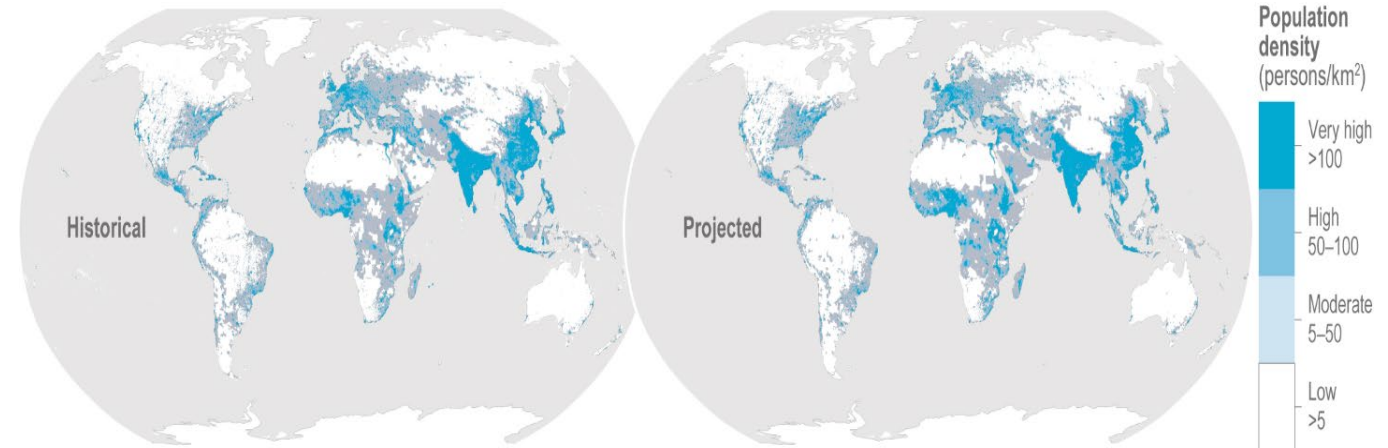 Historical
Projected
Population
density
(persons/km²)
Very high
>100
High
50–100
Moderate
5–50
Low
>5